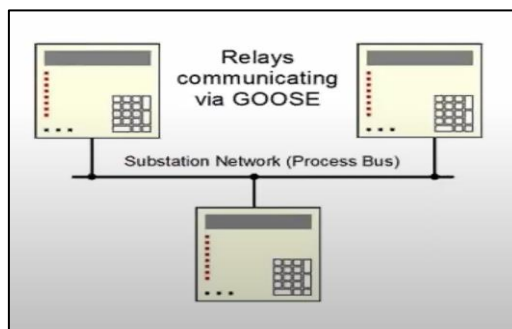 Relays
communicating
via GOOSE
Substation Network (Process Bus)